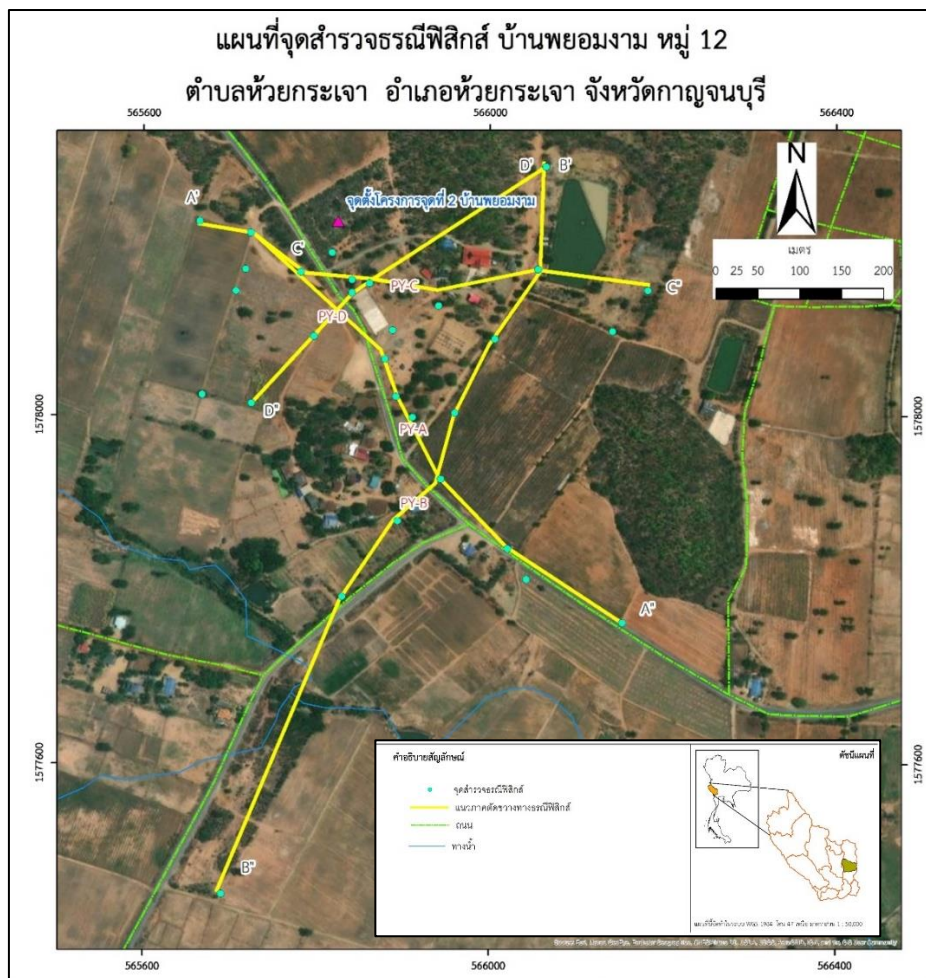 แผนที่จุดสำรวจธรณีฟิสิกส์ บ้านพยอมงาม หมู่ 12
ตำบลห้วยกระเจา อำเภอห้วยกระเจา จังหวัดกาญจนบุรี
565600 566000 566400
N
เมตร
0 25 50 100 150 200
D' B'
A'
จุดตั้งโครงการจุดที่ 2 บ้านพยอมงาม
C'
PY-C
C"
PY-D
D"
1578000 1578000
PY-A
PY-B
A"
1577600 1577600
B"
คำอธิบายสัญลักษณ์
จุดสำรวจธรณีฟิสิกส์
แนวภาคตัดขวางทางธรณีฟิสิกส์
ถนน
ทางน้ำ
ดัชนีแผนที่
565600 566000 566400